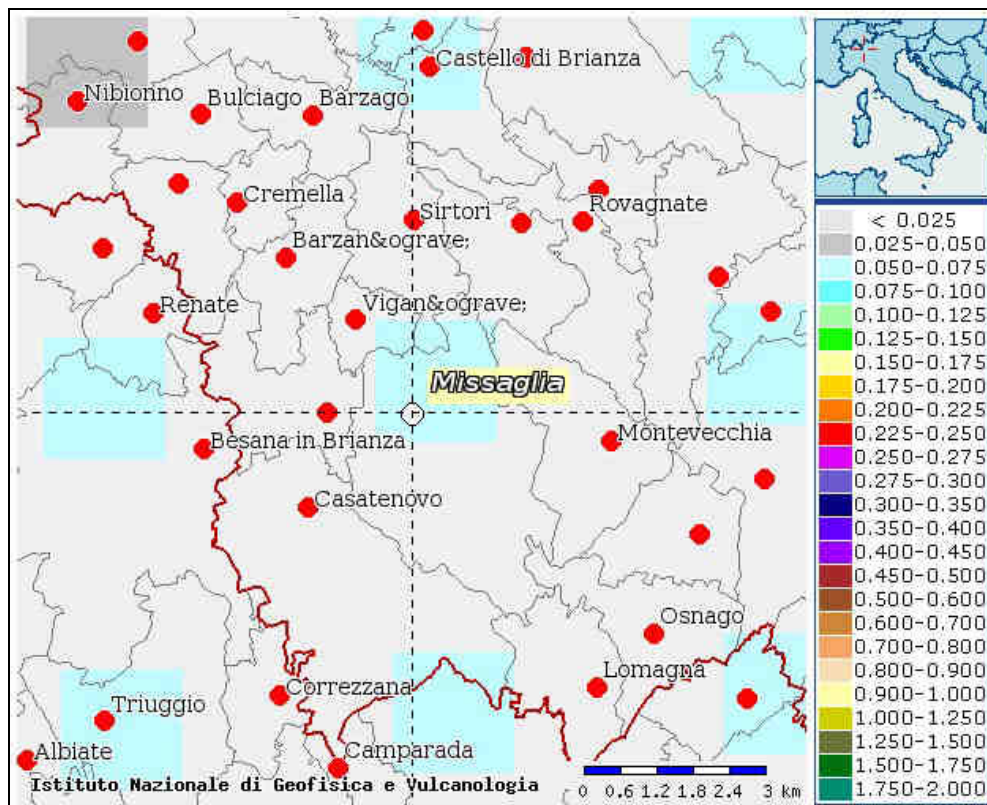 Castello di Brianza
Nibionno
Bulciago
Barzago
Cremella
Sirtori
Rovagnate
Barzan&ograve;
Renate
Vigan&ograve;
Missaglia
Besana in Brianza
Montevecchia
Casatenovo
Osnago
Lomagna
Correzzana
Triuggio
Albiate
Camparada
Istituto Nazionale di Geofisica e Vulcanologia
0 0.6 1.2 1.8 2.4 3 km
< 0.025
0.025-0.050
0.050-0.075
0.075-0.100
0.100-0.125
0.125-0.150
0.150-0.175
0.175-0.200
0.200-0.225
0.225-0.250
0.250-0.275
0.275-0.300
0.300-0.350
0.350-0.400
0.400-0.450
0.450-0.500
0.500-0.600
0.600-0.700
0.700-0.800
0.800-0.900
0.900-1.000
1.000-1.250
1.250-1.500
1.500-1.750
1.750-2.000